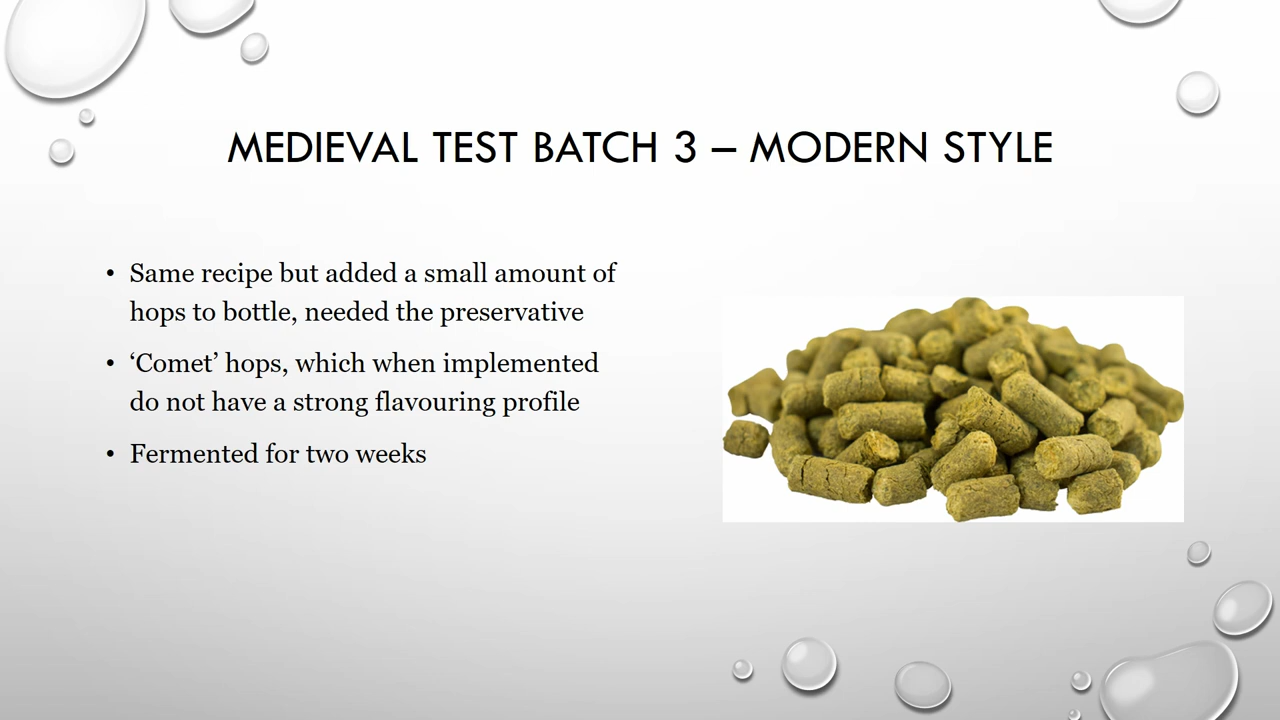 MEDIEVAL TEST BATCH 3 – MODERN STYLE
• Same recipe but added a small amount of
hops to bottle, needed the preservative
• ‘Comet’ hops, which when implemented
do not have a strong flavouring profile
• Fermented for two weeks